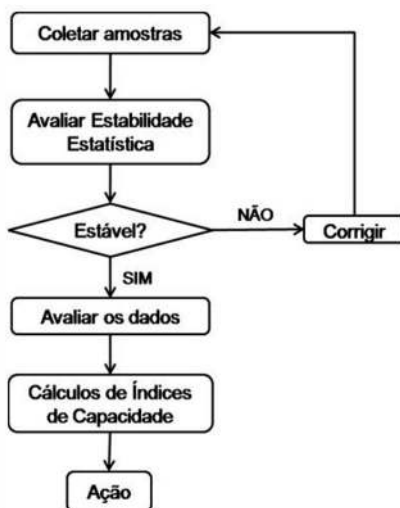 Coletar amostras
Avaliar Estabilidade
Estatística
Estável?
NÃO
Corrigir
SIM
Avaliar os dados
Cálculos de Índices
de Capacidade
Ação